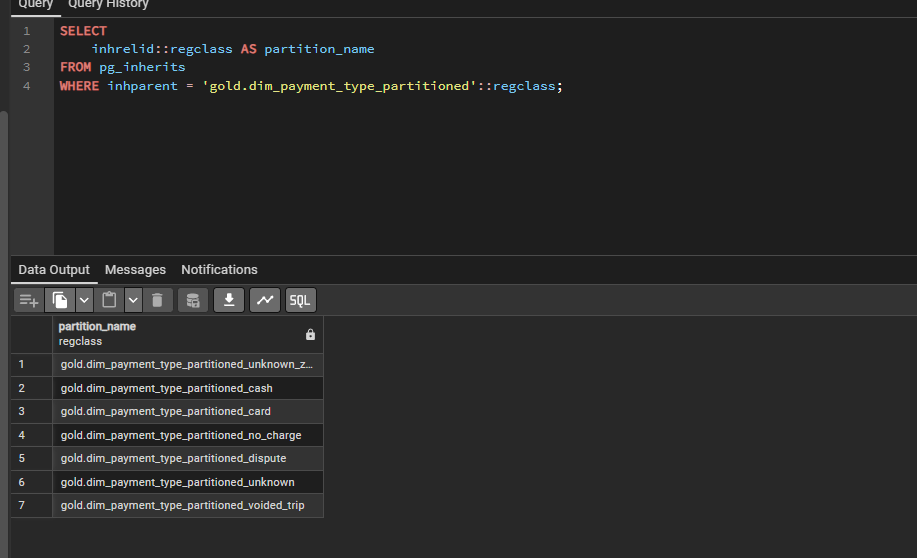 Query Query History
1 SELECT
2 inhrelid::regclass AS partition_name
3 FROM pg_inherits
4 WHERE inhparent = 'gold.dim_payment_type_partitioned'::regclass;
Data Output Messages Notifications
SQL
partition_name
regclass
1 gold.dim_payment_type_partitioned_unknown_z...
2 gold.dim_payment_type_partitioned_cash
3 gold.dim_payment_type_partitioned_card
4 gold.dim_payment_type_partitioned_no_charge
5 gold.dim_payment_type_partitioned_dispute
6 gold.dim_payment_type_partitioned_unknown
7 gold.dim_payment_type_partitioned_voided_trip